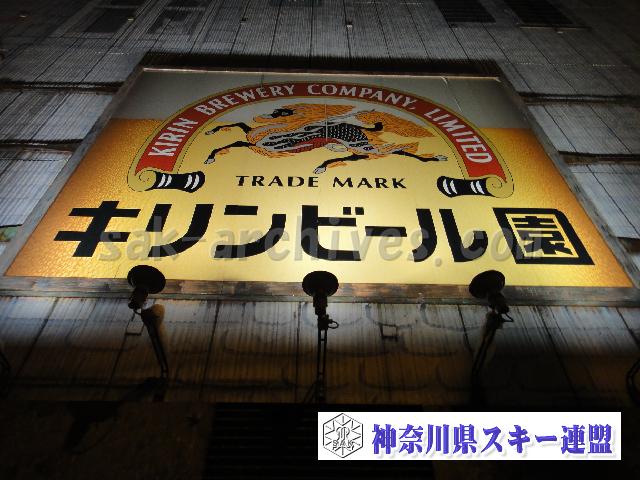 KIRIN BREWERY COMPANY, LIMITED
TRADE MARK
キリンビール園
sak-archives.com
SAK 神奈川県スキー連盟